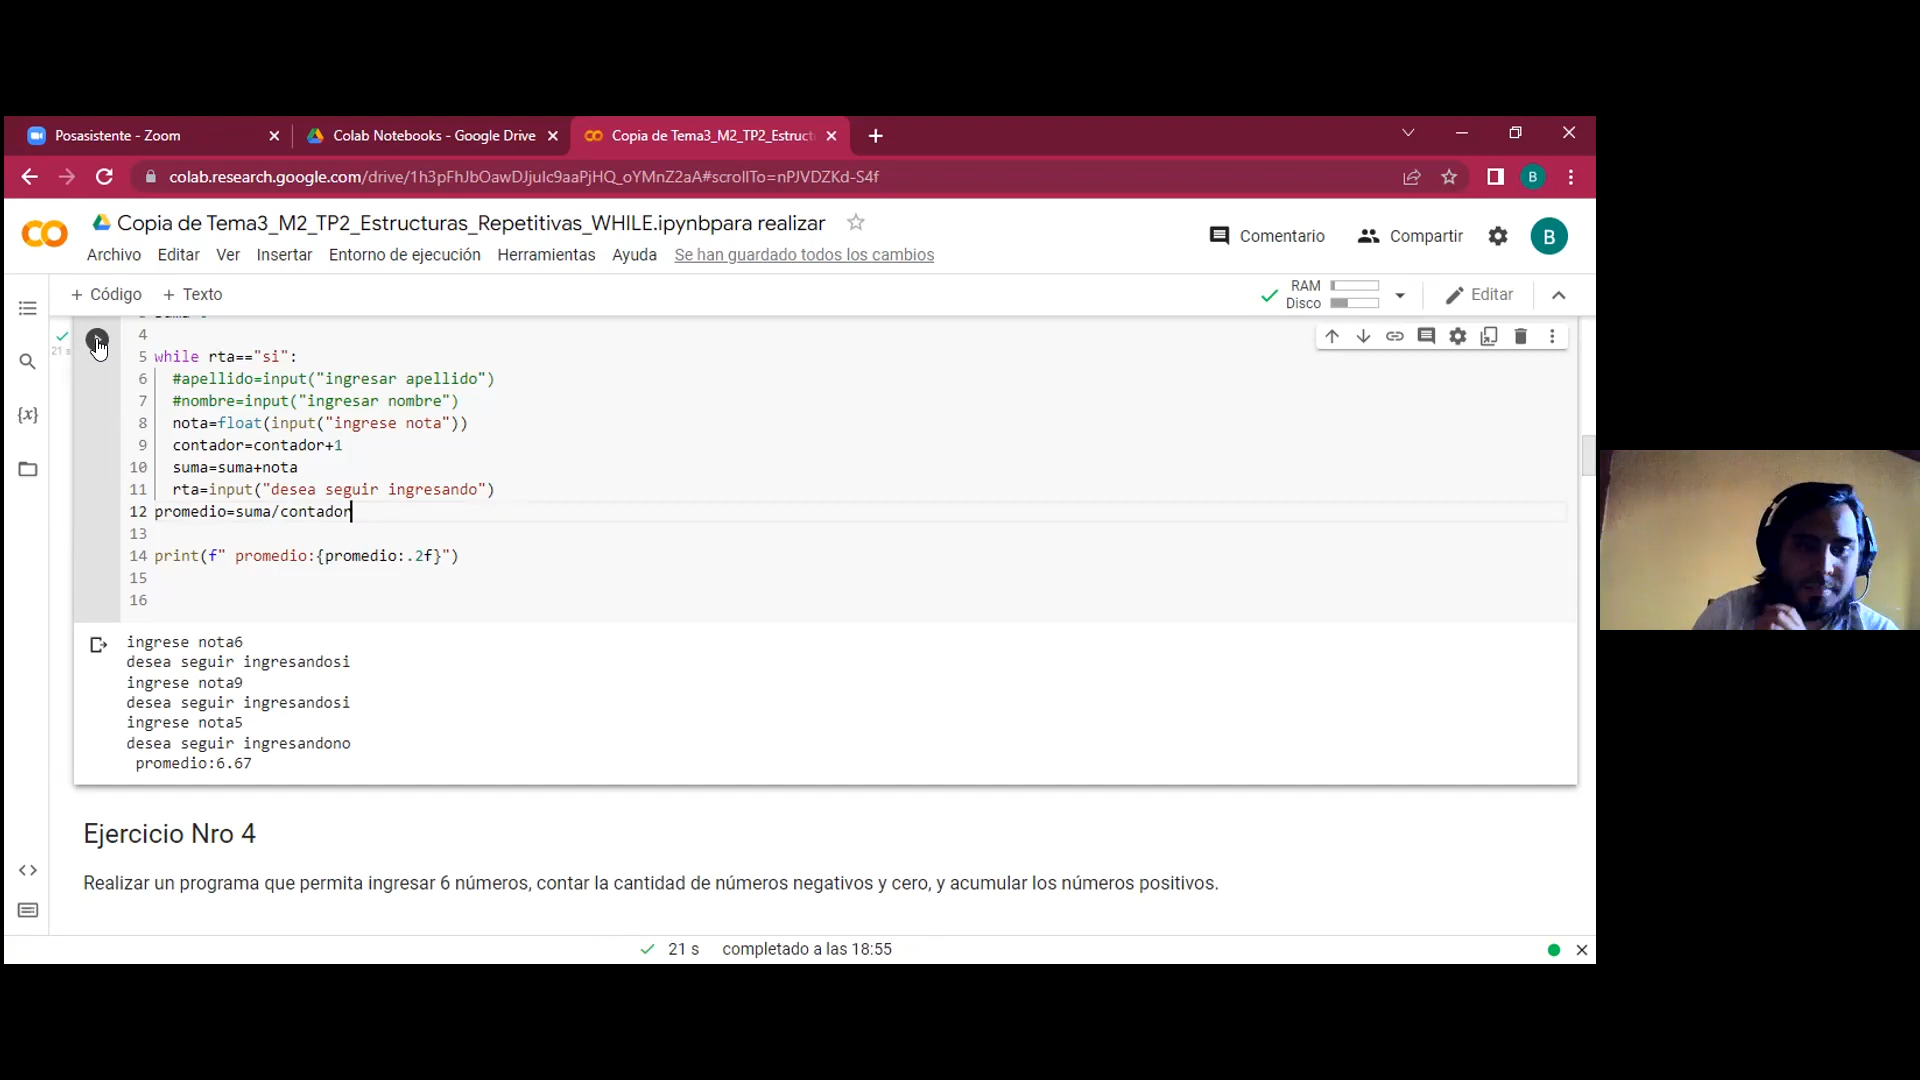 Posasistente - Zoom
Colab Notebooks - Google Drive
Copia de Tema3_M2_TP2_Estruct
colab.research.google.com/drive/1h3pFhJbOawDJjuIc9aaPjHQ_oYMnZ2aA#scrollTo=nPJVDZKd-S4f
B
CO
Copia de Tema3_M2_TP2_Estructuras_Repetitivas_WHILE.ipynbpara realizar
Archivo Editar Ver Insertar Entorno de ejecución Herramientas Ayuda Se han guardado todos los cambios
Comentario Compartir B
+ Código + Texto
RAM
Disco
Editar
21 s
4
5 while rta=="si":
6 #apellido=input("ingresar apellido")
7 #nombre=input("ingresar nombre")
8 nota=float(input("ingrese nota"))
9 contador=contador+1
10 suma=suma+nota
11 rta=input("desea seguir ingresando")
12 promedio=suma/contador
13
14 print(f" promedio:{promedio:.2f}")
15
16
ingrese nota6
desea seguir ingresandosi
ingrese nota9
desea seguir ingresandosi
ingrese nota5
desea seguir ingresandono
promedio:6.67
Ejercicio Nro 4
Realizar un programa que permita ingresar 6 números, contar la cantidad de números negativos y cero, y acumular los números positivos.
21 s completado a las 18:55